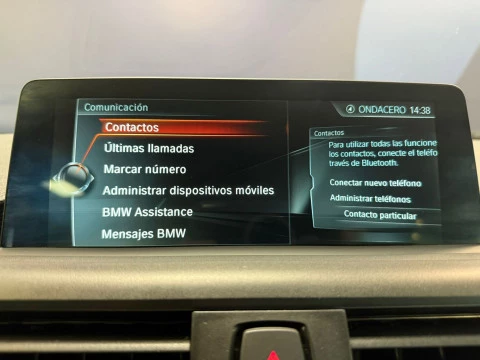 Comunicación
ONDACERO 14:38
Contactos
Últimas llamadas
Marcar número
Administrar dispositivos móviles
BMW Assistance
Mensajes BMW
Contactos
Para utilizar todas las funcione
los contactos, conecte el teléfo
través de Bluetooth.
Conectar nuevo teléfono
Administrar teléfonos
Contacto particular